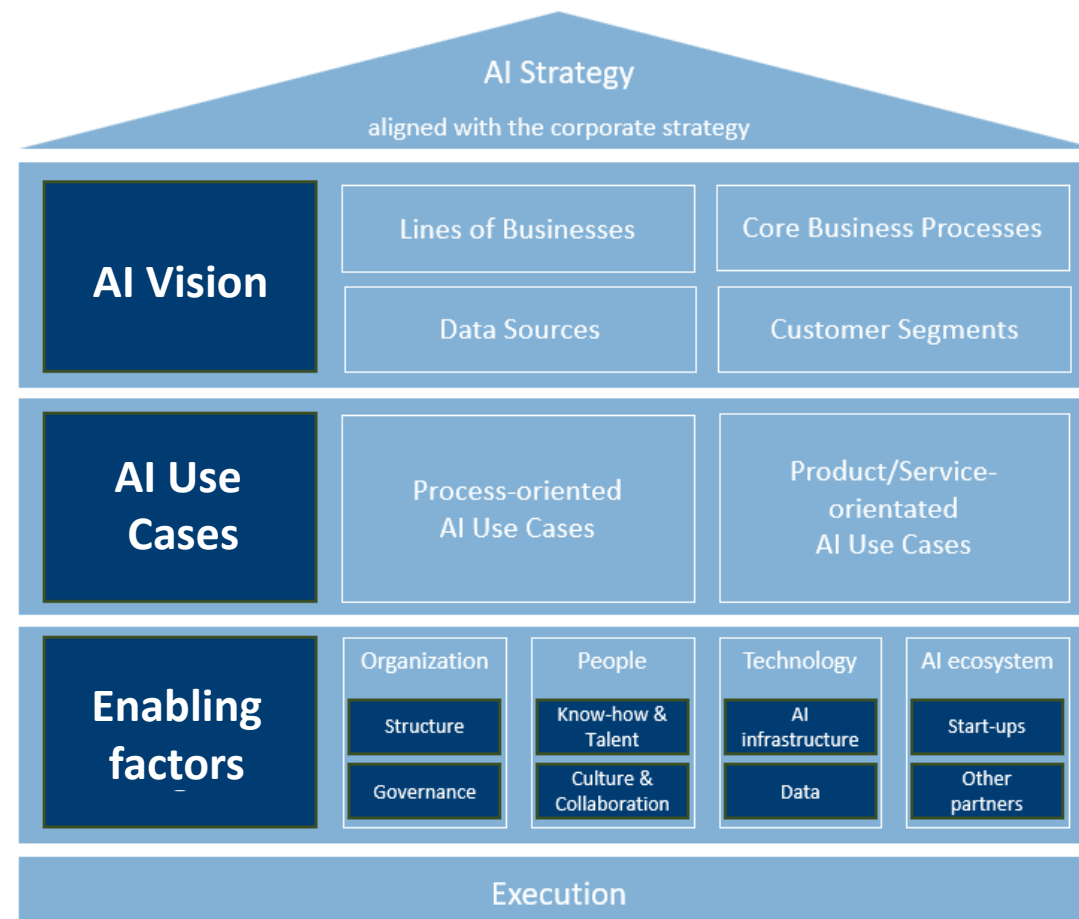 AI Strategy
aligned with the corporate strategy
AI Vision
Lines of Businesses
Core Business Processes
Data Sources
Customer Segments
AI Use
Cases
Process-oriented
AI Use Cases
Product/Service-
orientated
AI Use Cases
Enabling
factors
Organization
Structure
Governance
People
Know-how &
Talent
Culture &
Collaboration
Technology
AI
infrastructure
Data
AI ecosystem
Start-ups
Other
partners
Execution